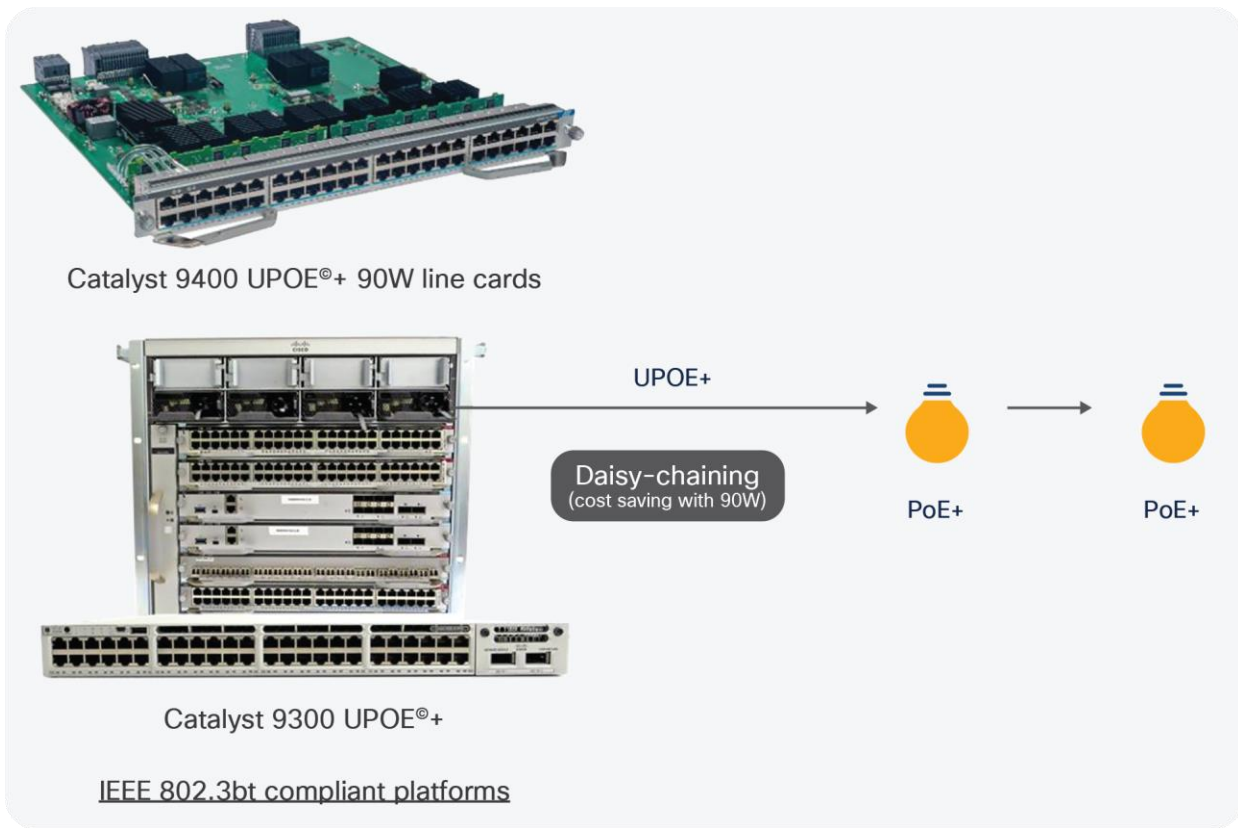 Catalyst 9400 UPOE©+ 90W line cards
CISCO
UPOE+
Daisy-chaining
(cost saving with 90W)
PoE+
PoE+
Catalyst 9300 UPOE©+
IEEE 802.3bt compliant platforms